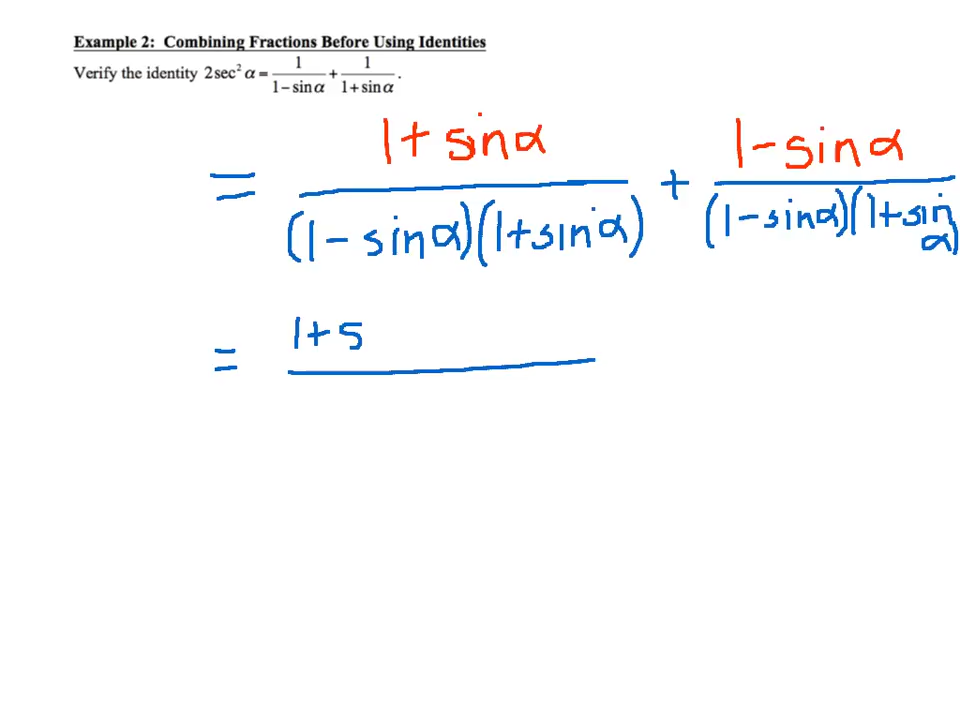 Example 2: Combining Fractions Before Using Identities
Verify the identity 2sec² α = 1/(1 − sin α) + 1/(1 + sin α).
= (1 + sin α)/((1 − sin α)(1 + sin α)) + (1 − sin α)/((1 − sin α)(1 + sin α))
= 1 + s